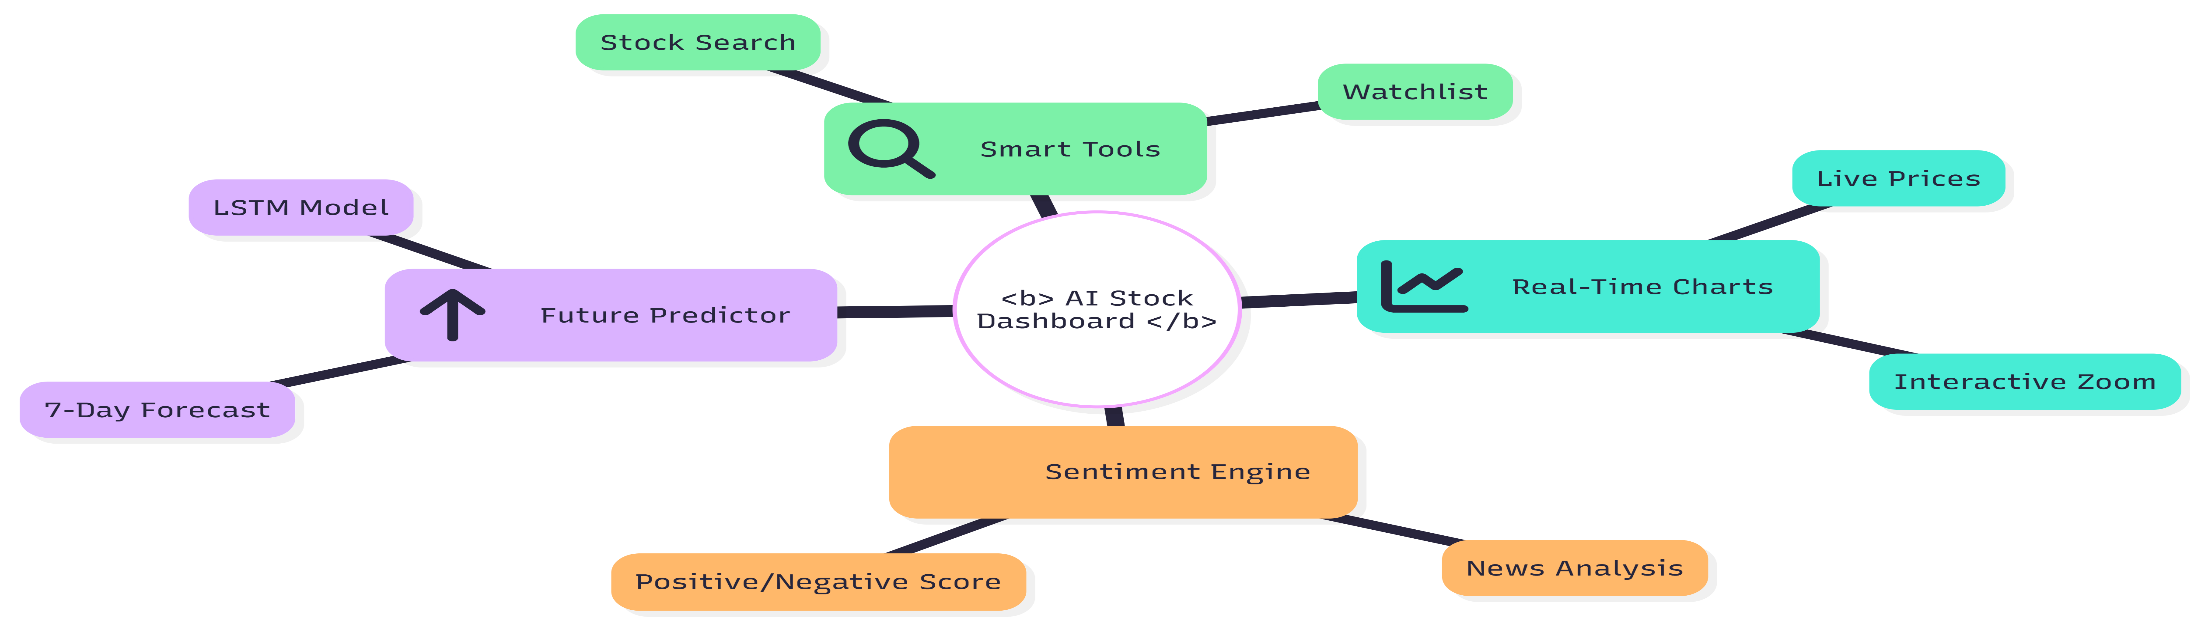 Stock Search
Watchlist
Smart Tools
Live Prices
LSTM Model
Real-Time Charts
<b> AI Stock
Dashboard </b>
Future Predictor
Interactive Zoom
7-Day Forecast
Sentiment Engine
News Analysis
Positive/Negative Score